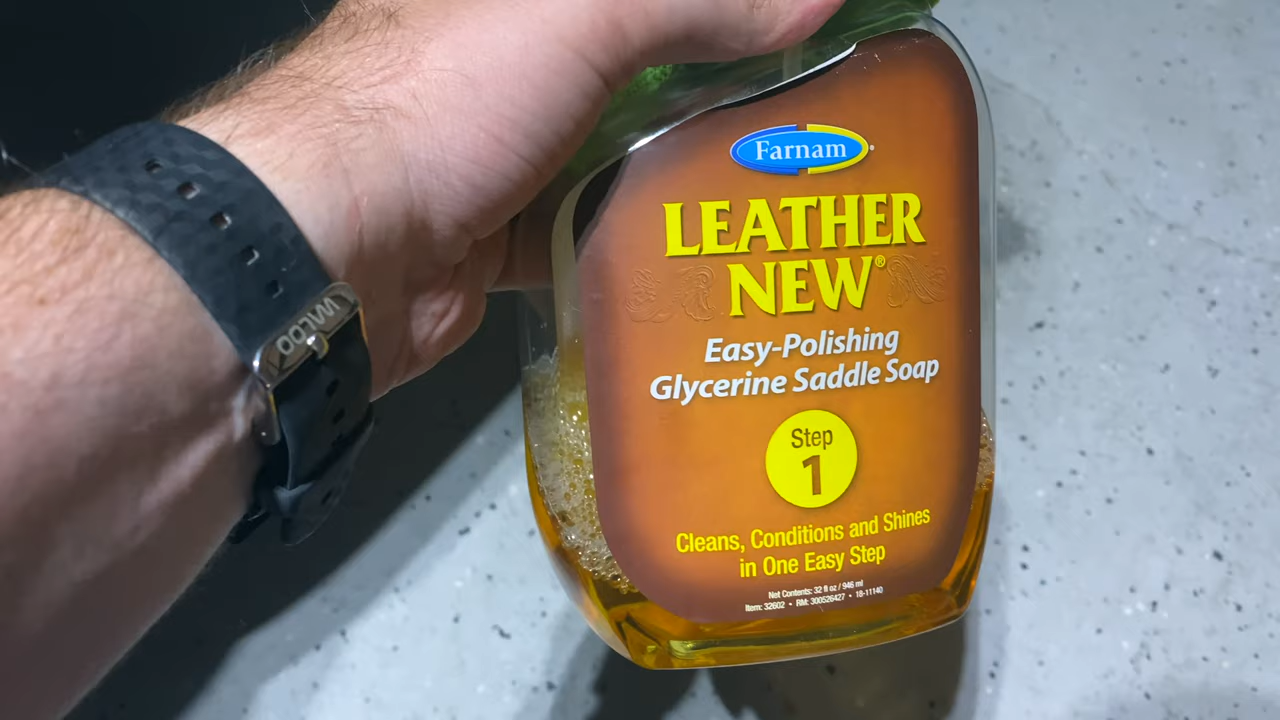 Farnam
LEATHER
NEW®
Easy-Polishing
Glycerine Saddle Soap
Step
1
Cleans, Conditions and Shines
in One Easy Step
Net Contents: 32 fl oz / 946 ml
Item: 32602 • RM: 300526427 • 18-11140
WILCO